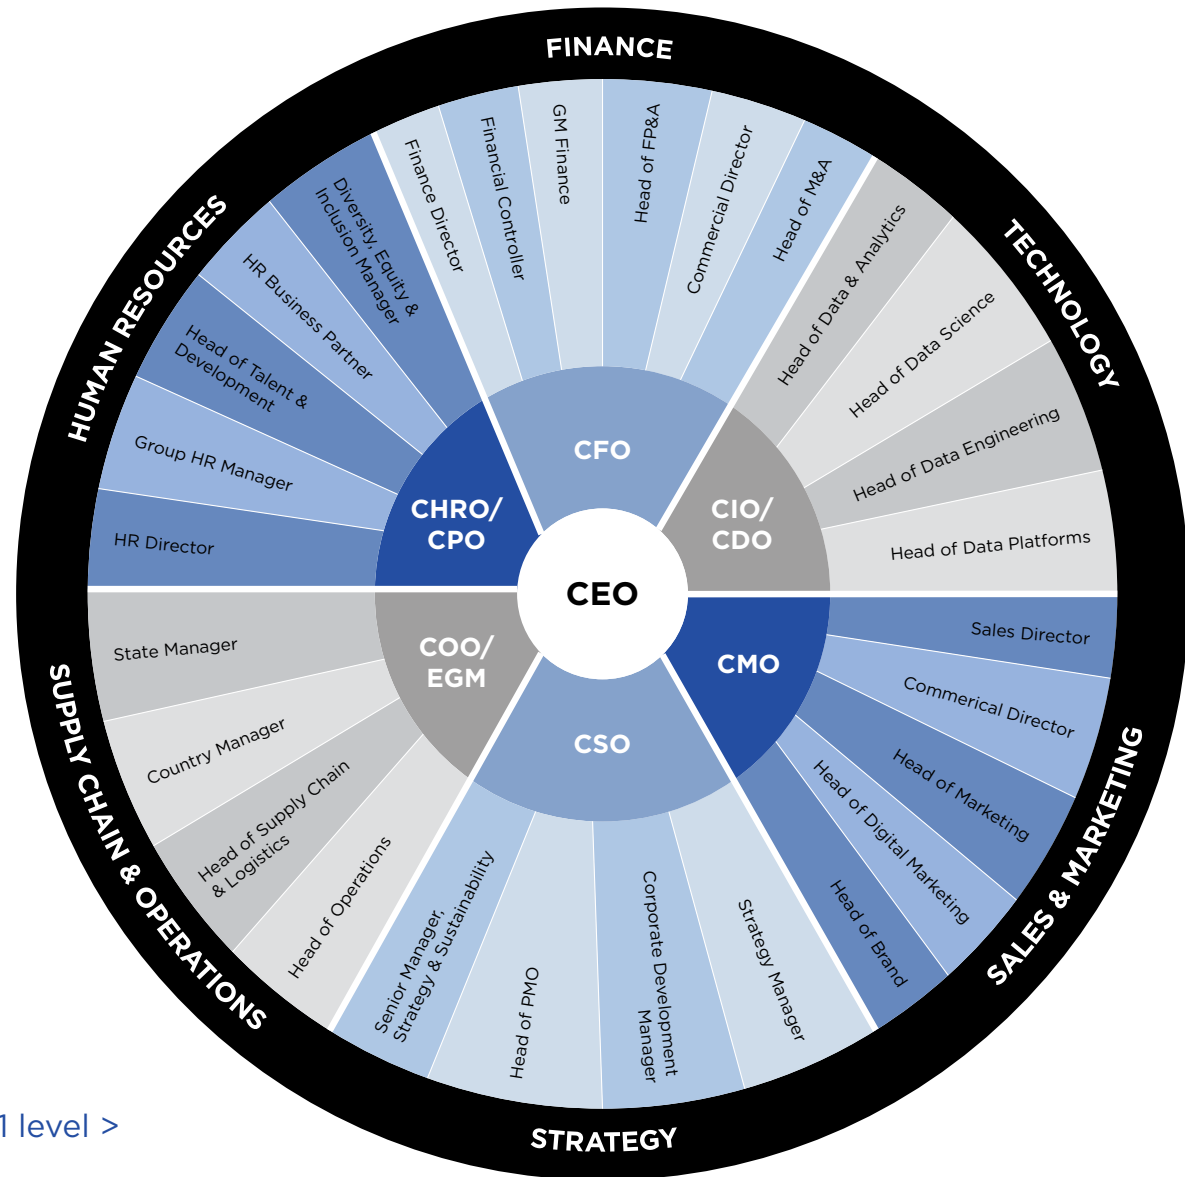 FINANCE
TECHNOLOGY
SALES & MARKETING
STRATEGY
SUPPLY CHAIN & OPERATIONS
HUMAN RESOURCES
CEO
CFO
Finance Director
Financial Controller
GM Finance
Head of FP&A
Commercial Director
Head of M&A
CIO/
CDO
Head of Data & Analytics
Head of Data Science
Head of Data Engineering
Head of Data Platforms
CMO
Sales Director
Commerical Director
Head of Marketing
Head of Digital Marketing
Head of Brand
CSO
Strategy Manager
Corporate Development
Manager
Head of PMO
Senior Manager,
Strategy & Sustainability
COO/
EGM
Head of Operations
Head of Supply Chain
& Logistics
Country Manager
State Manager
CHRO/
CPO
HR Director
Group HR Manager
Head of Talent &
Development
HR Business Partner
Diversity, Equity &
Inclusion Manager
1 level >